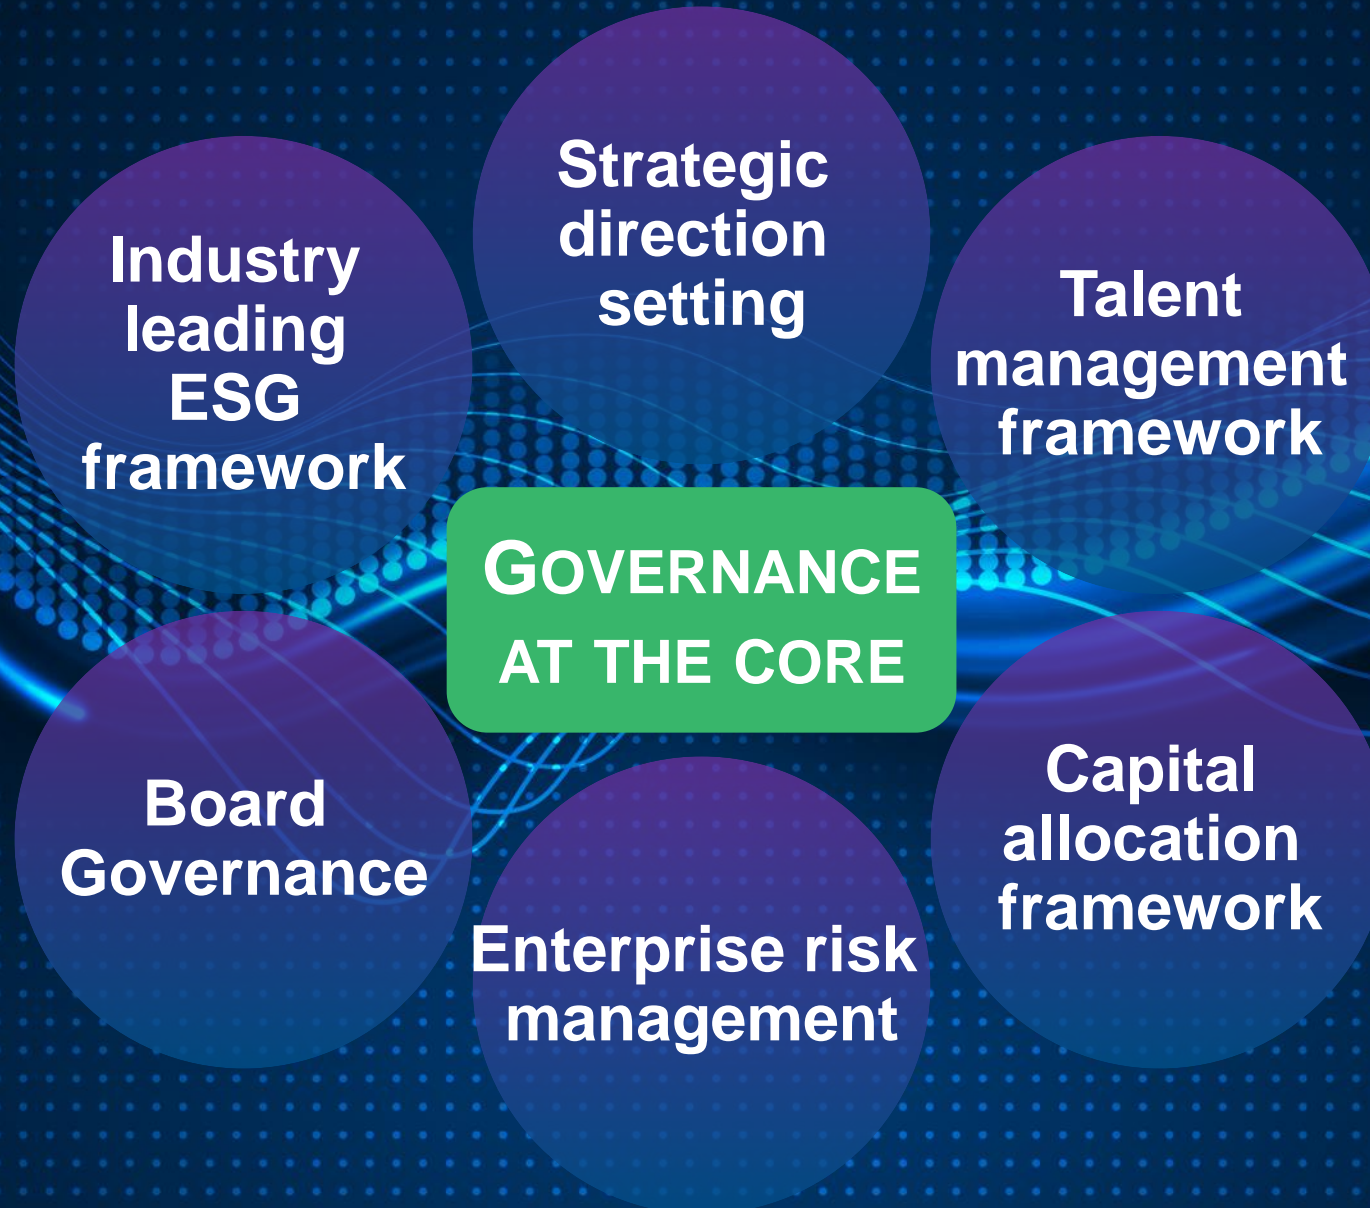 Strategic
direction
setting
Industry
leading
ESG
framework
Talent
management
framework
GOVERNANCE
AT THE CORE
Board
Governance
Capital
allocation
framework
Enterprise risk
management